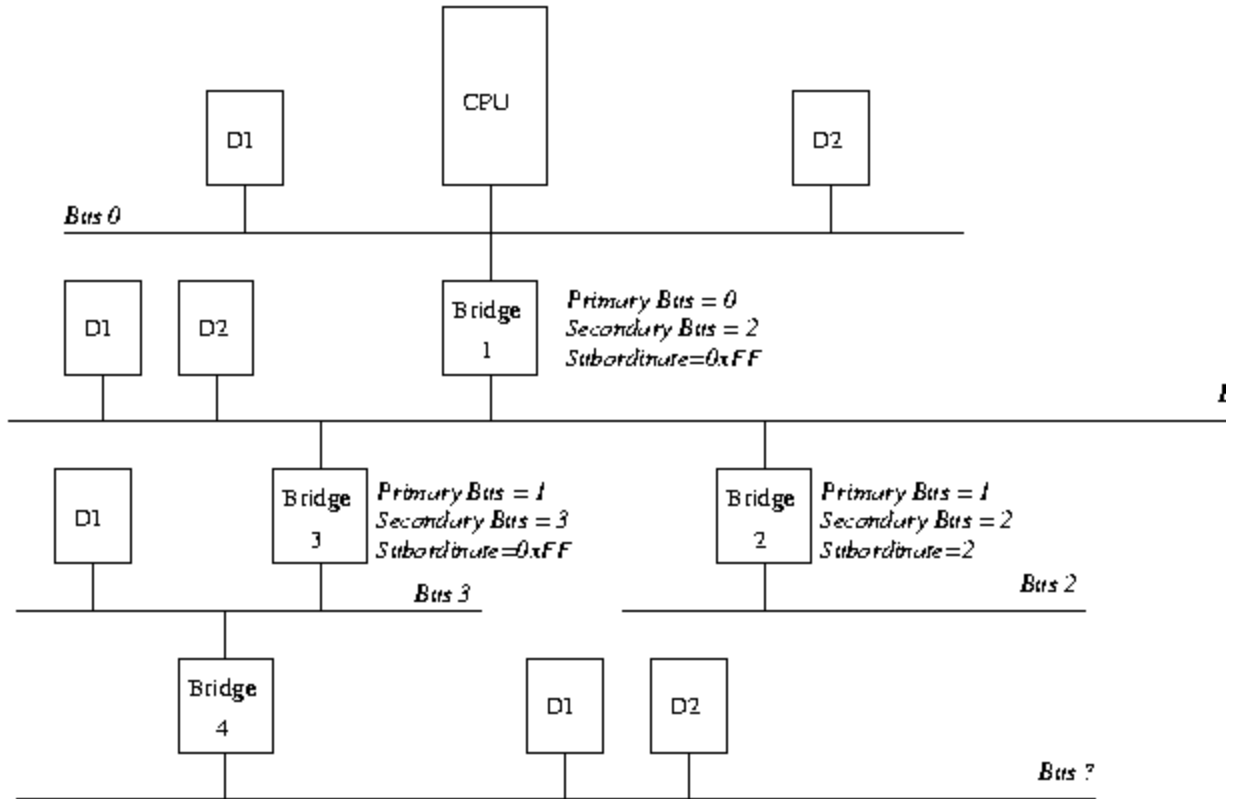 CPU
D1
D2
Bus 0
Bridge
1
Primary Bus = 0
Secondary Bus = 2
Subordinate=0xFF
D1
D2
D1
Bridge
3
Primary Bus = 1
Secondary Bus = 3
Subordinate=0xFF
Bridge
2
Primary Bus = 1
Secondary Bus = 2
Subordinate=2
Bus 3
Bus 2
Bridge
4
D1
D2
Bus ?